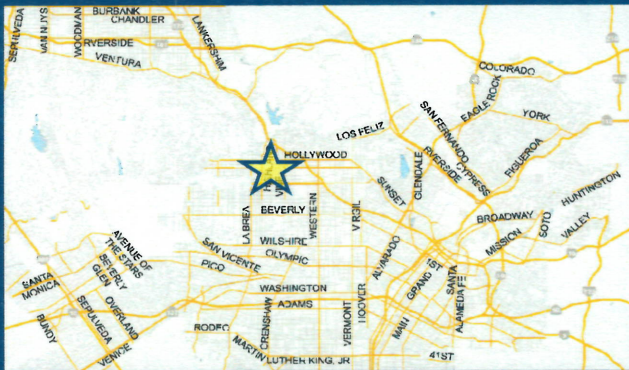 BURBANK
CHANDLER
SEPULVEDA
VAN NUYS
WOODMAN
RVERSIDE
VENTURA
LANKERSHIM
COLORADO
EAGLE ROCK
YORK
SAN FERNANDO
LOS FELIZ
HOLLYWOOD
RVERSIDE
CYPRESS
FIGUEROA
GLENDALE
SUNSET
HUNTINGTON
LA BREA
BEVERLY
WESTERN
VIRGIL
BROADWAY
SOTO
VALLEY
MISSION
AVENUE OF
THE STARS
BEVERLY
GLEN
SAN VICENTE
WILSHIRE
OLYMPIC
PICO
ALVARADO
1ST
GRAND
SANTA
FE
ALAMEDA
SANTA
MONICA
BUNDY
SEPULVEDA
OVERLAND
VENICE
WASHINGTON
ADAMS
CRENSHAW
VERMONT
HOOVER
MAIN
RODEO
MARTIN LUTHER KING, JR
41ST